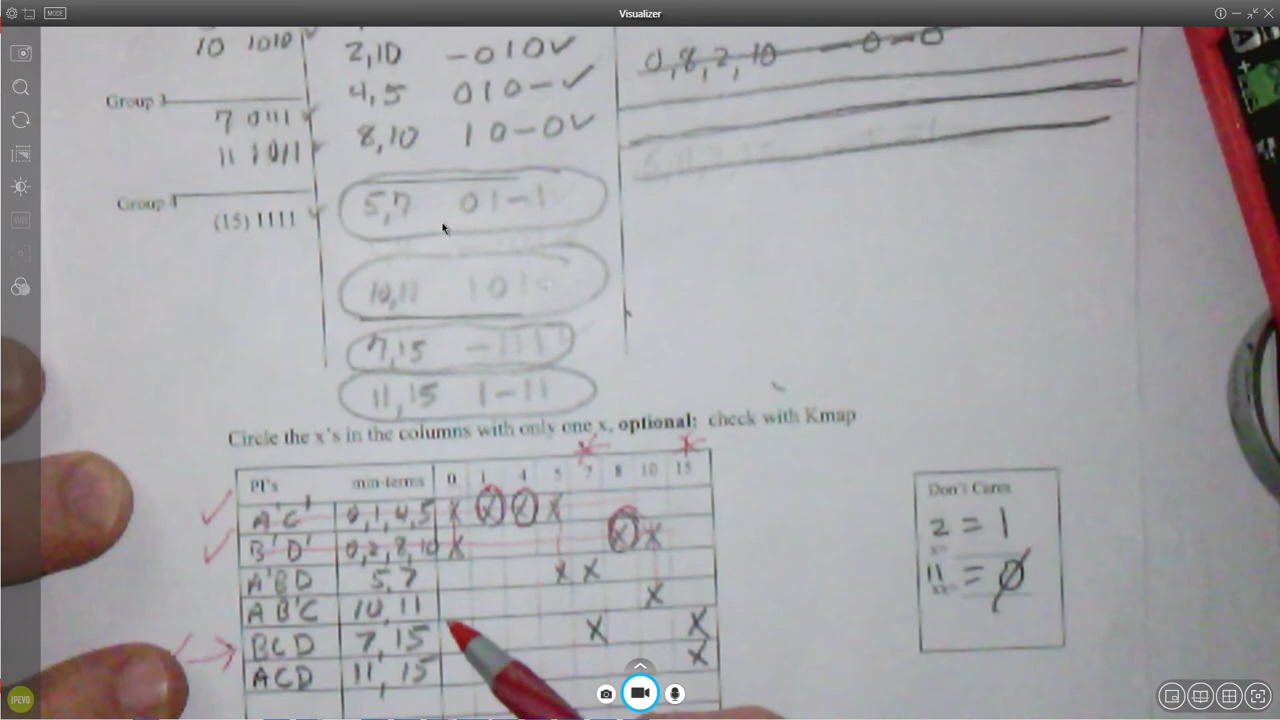 MODE
Visualizer
10 1010
2,10 -010✓
0,8,2,10 -0-0
Group 3
4,5 010-✓
7 0111
8,10 10-0✓
11 1011
Group 4
5,7 01-1
(15) 1111
10,11 101-
7,15 -111
11,15 1-11
Circle the x's in the columns with only one x, optional: check with Kmap
PI's min-terms 0 1 4 5 7 8 10 15
A'C' 0,1,4,5 X X X X
B'D' 0,2,8,10 X X X
A'BD 5,7 X X
AB'C 10,11 X
BCD 7,15 X X
ACD 11,15 X
Don't Cares
2 = 1
11 = 0
IPEVO